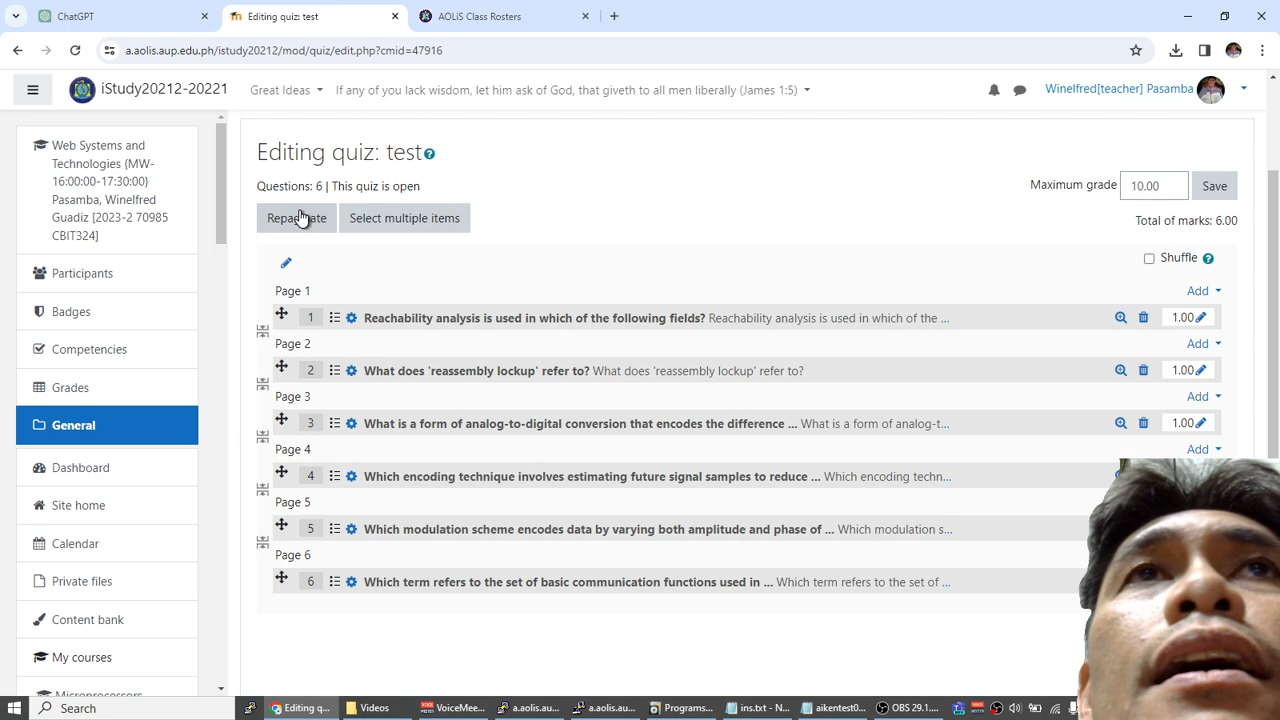 ChatGPT
Editing quiz: test
AOLiS Class Rosters
a.aolis.aup.edu.ph/istudy20212/mod/quiz/edit.php?cmid=47916
iStudy20212-20221
Great Ideas
If any of you lack wisdom, let him ask of God, that giveth to all men liberally (James 1:5)
Winelfred[teacher] Pasamba
Web Systems and
Technologies {MW-
16:00:00-17:30:00}
Pasamba, Winelfred
Guadiz [2023-2 70985
CBIT324]
Participants
Badges
Competencies
Grades
General
Dashboard
Site home
Calendar
Private files
Content bank
My courses
Microprocessors
Editing quiz: test
Questions: 6 | This quiz is open
Maximum grade 10.00 Save
Select multiple items
Total of marks: 6.00
Shuffle
Page 1 Add
1 Reachability analysis is used in which of the following fields? Reachability analysis is used in which of the ... 1.00
Page 2 Add
2 What does 'reassembly lockup' refer to? What does 'reassembly lockup' refer to? 1.00
Page 3 Add
3 What is a form of analog-to-digital conversion that encodes the difference ... What is a form of analog-t... 1.00
Page 4 Add
4 Which encoding technique involves estimating future signal samples to reduce ... Which encoding techn...
Page 5
5 Which modulation scheme encodes data by varying both amplitude and phase of ... Which modulation s...
Page 6
6 Which term refers to the set of basic communication functions used in ... Which term refers to the set of ...
Search
Editing q...
Videos
VoiceMee...
a.aolis.au...
a.aolis.au...
Programs...
ins.txt - N...
aikentest0...
OBS 29.1....